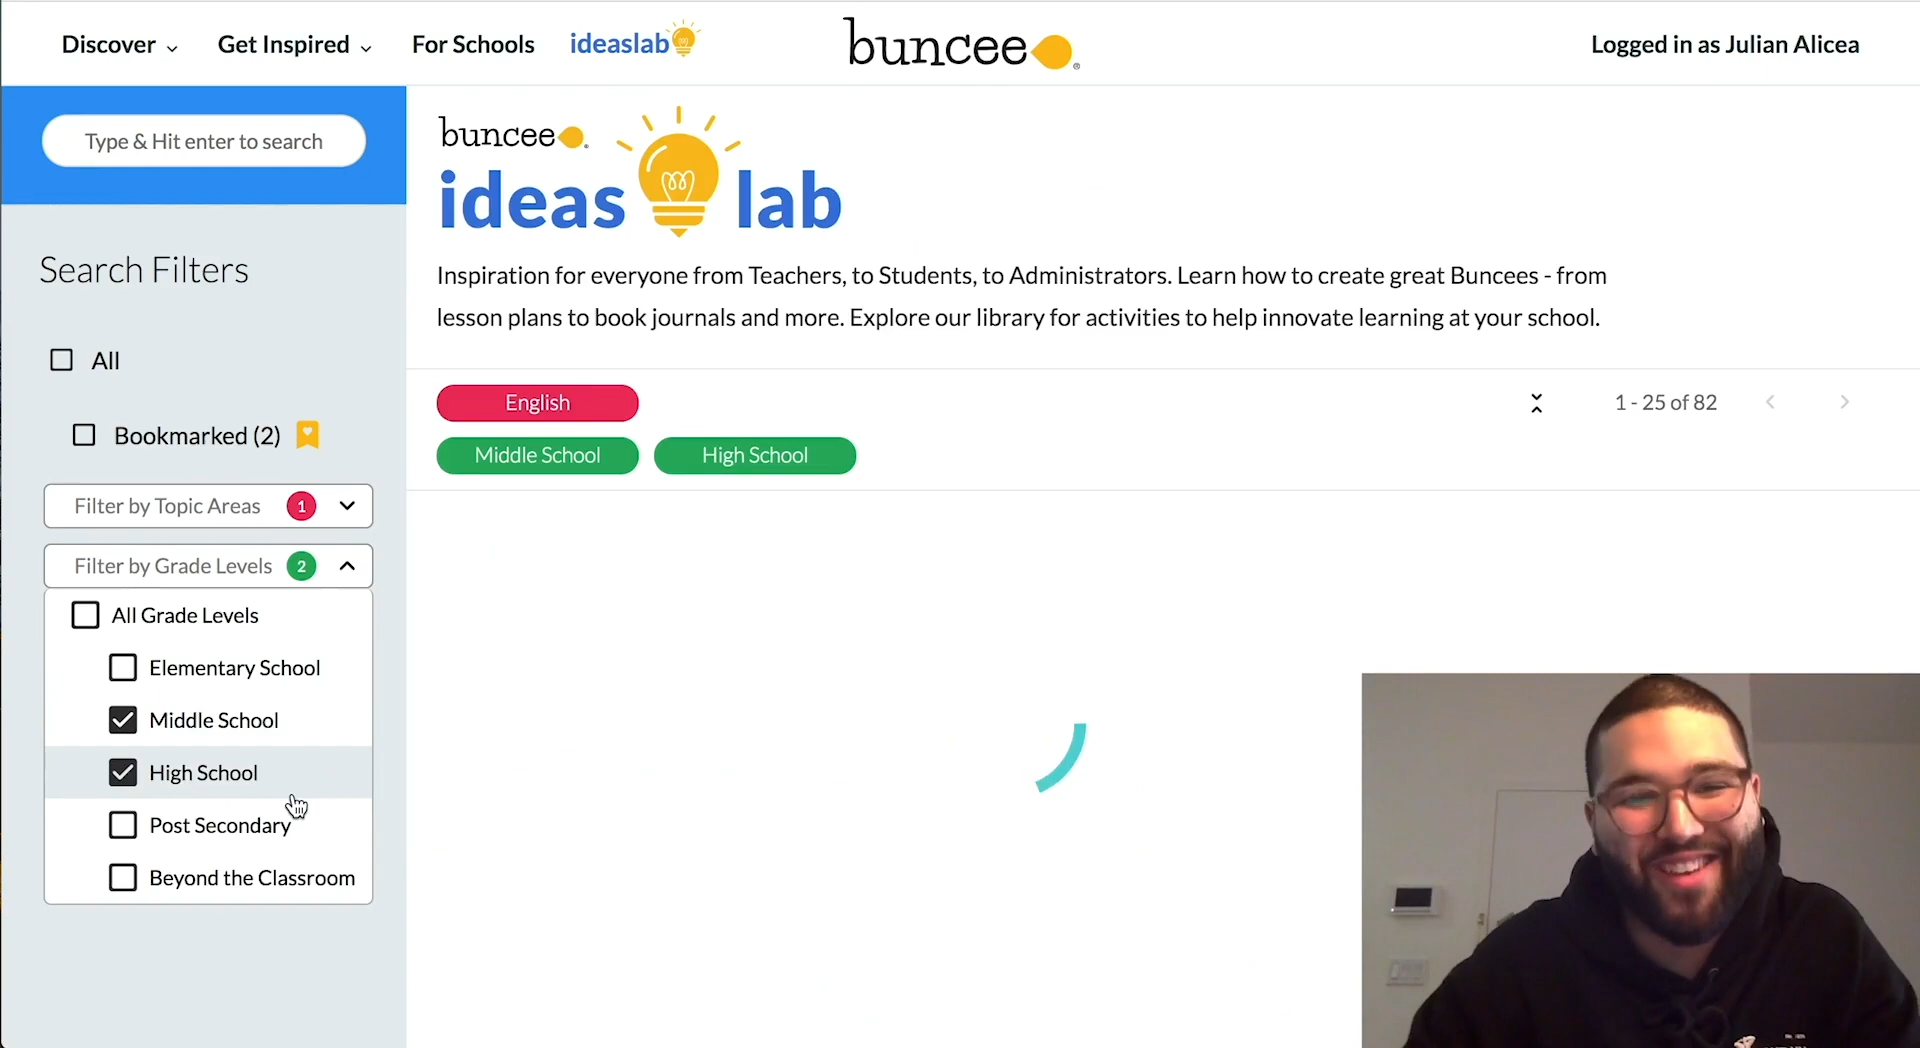 Discover
Get Inspired
For Schools
ideaslab
buncee
Logged in as Julian Alicea
Type & Hit enter to search
buncee
ideas lab
Search Filters
Inspiration for everyone from Teachers, to Students, to Administrators. Learn how to create great Buncees - from
lesson plans to book journals and more. Explore our library for activities to help innovate learning at your school.
All
Bookmarked (2)
English
1 - 25 of 82
Middle School
High School
Filter by Topic Areas 1
Filter by Grade Levels 2
All Grade Levels
Elementary School
Middle School
High School
Post Secondary
Beyond the Classroom